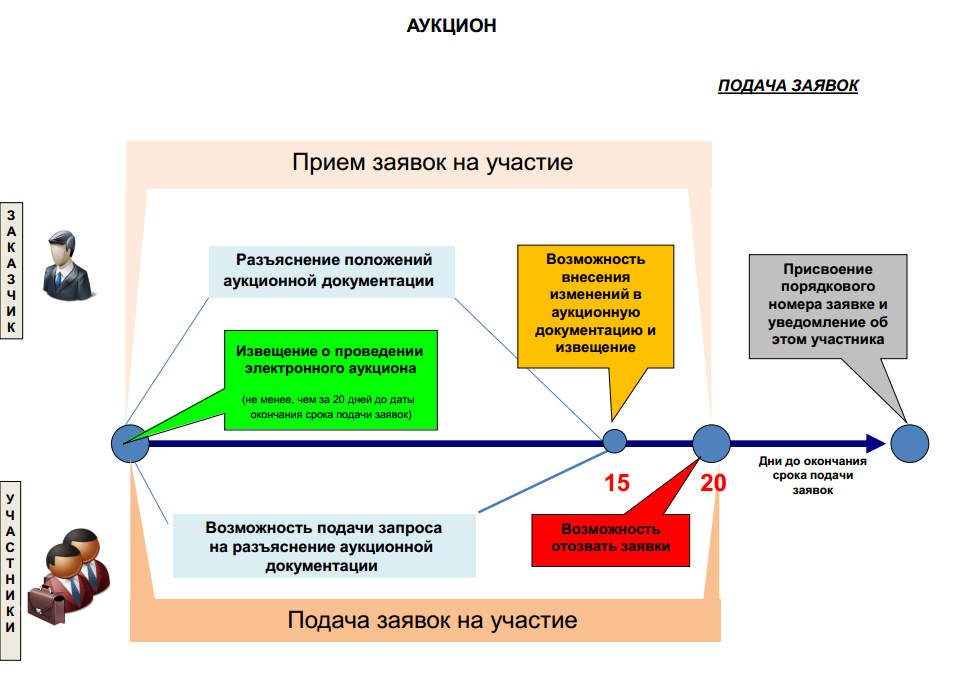 АУКЦИОН
ПОДАЧА ЗАЯВОК
Прием заявок на участие
ЗАКАЗЧИК
Разъяснение положений
аукционной документации
Возможность
внесения
изменений в
аукционную
документацию и
извещение
Присвоение
порядкового
номера заявке и
уведомление об
этом участника
Извещение о проведении
электронного аукциона
(не менее, чем за 20 дней до даты
окончания срока подачи заявок)
Дни до окончания
срока подачи
заявок
15
20
УЧАСТНИКИ
Возможность подачи запроса
на разъяснение аукционной
документации
Возможность
отозвать заявки
Подача заявок на участие